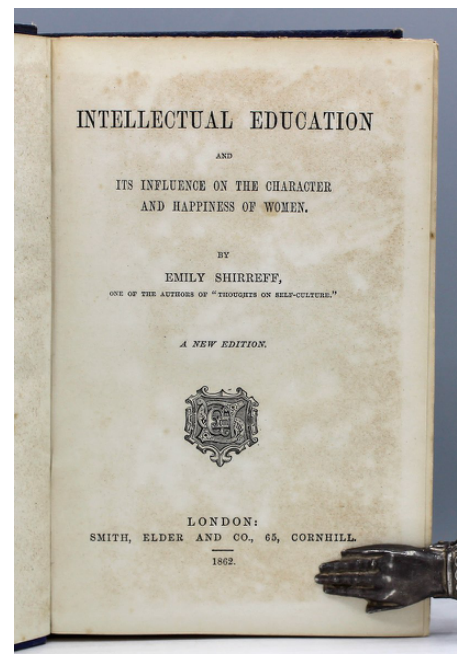 INTELLECTUAL EDUCATION
AND
ITS INFLUENCE ON THE CHARACTER
AND HAPPINESS OF WOMEN.
BY
EMILY SHIRREFF,
ONE OF THE AUTHORS OF "THOUGHTS ON SELF-CULTURE."
A NEW EDITION.
LONDON:
SMITH, ELDER AND CO., 65, CORNHILL.
1862.